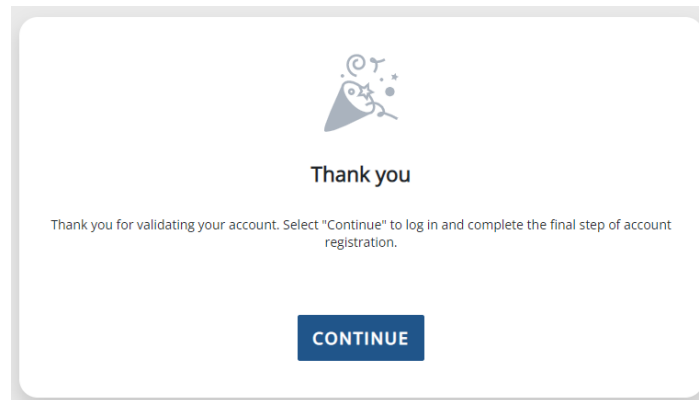 Thank you
Thank you for validating your account. Select "Continue" to log in and complete the final step of account
registration.
CONTINUE